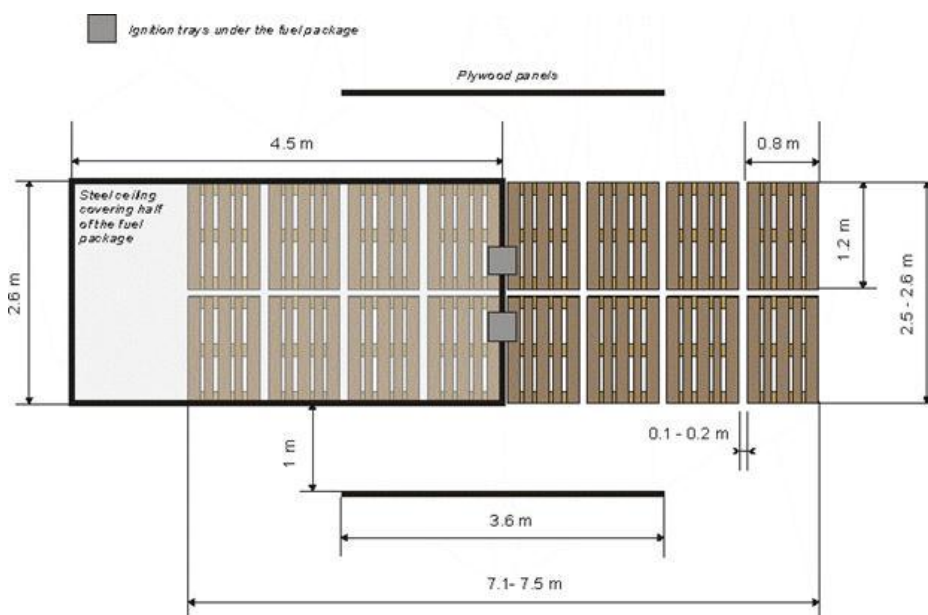 Ignition trays under the fuel package
Plywood panels
4.5 m
0.8 m
Steel ceiling
covering half
of the fuel
package
2.6 m
1.2 m
2.5 - 2.6 m
0.1 - 0.2 m
1 m
3.6 m
7.1- 7.5 m